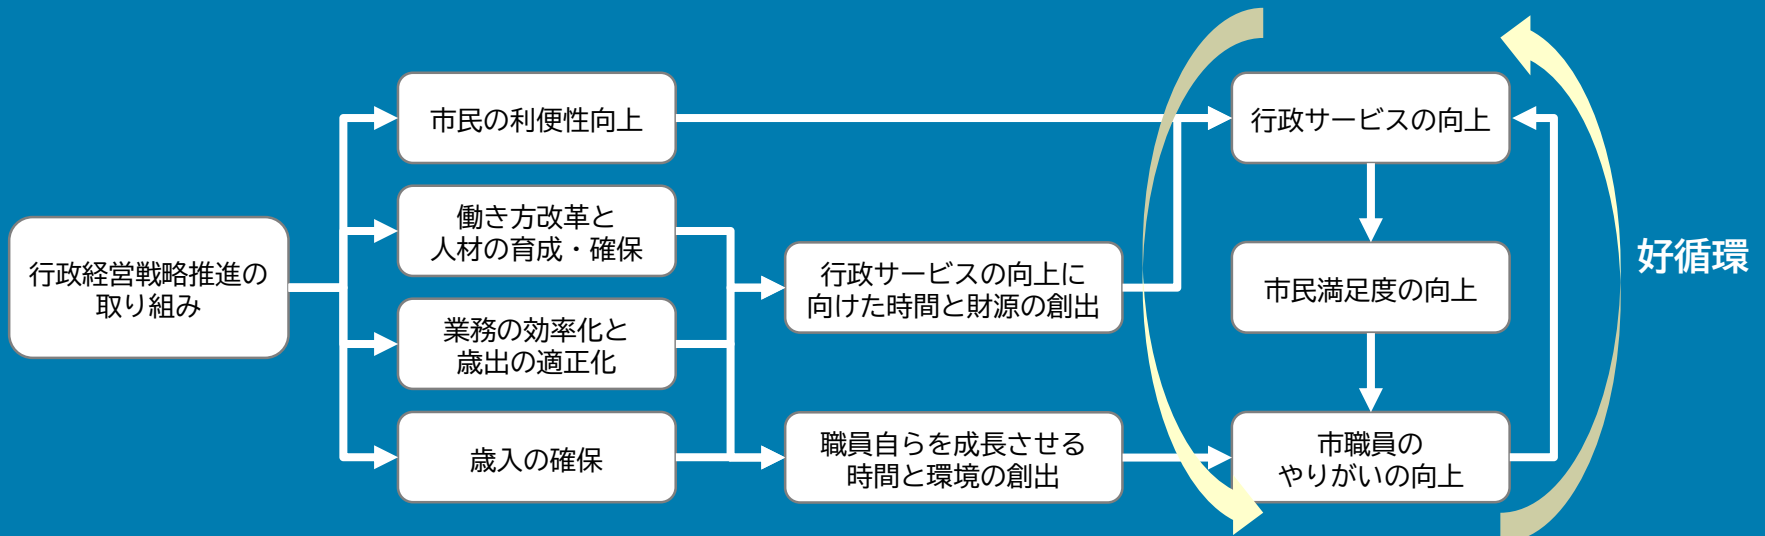 行政経営戦略推進の
取り組み
市民の利便性向上
働き方改革と
人材の育成・確保
業務の効率化と
歳出の適正化
歳入の確保
行政サービスの向上に
向けた時間と財源の創出
職員自らを成長させる
時間と環境の創出
行政サービスの向上
市民満足度の向上
市職員の
やりがいの向上
好循環